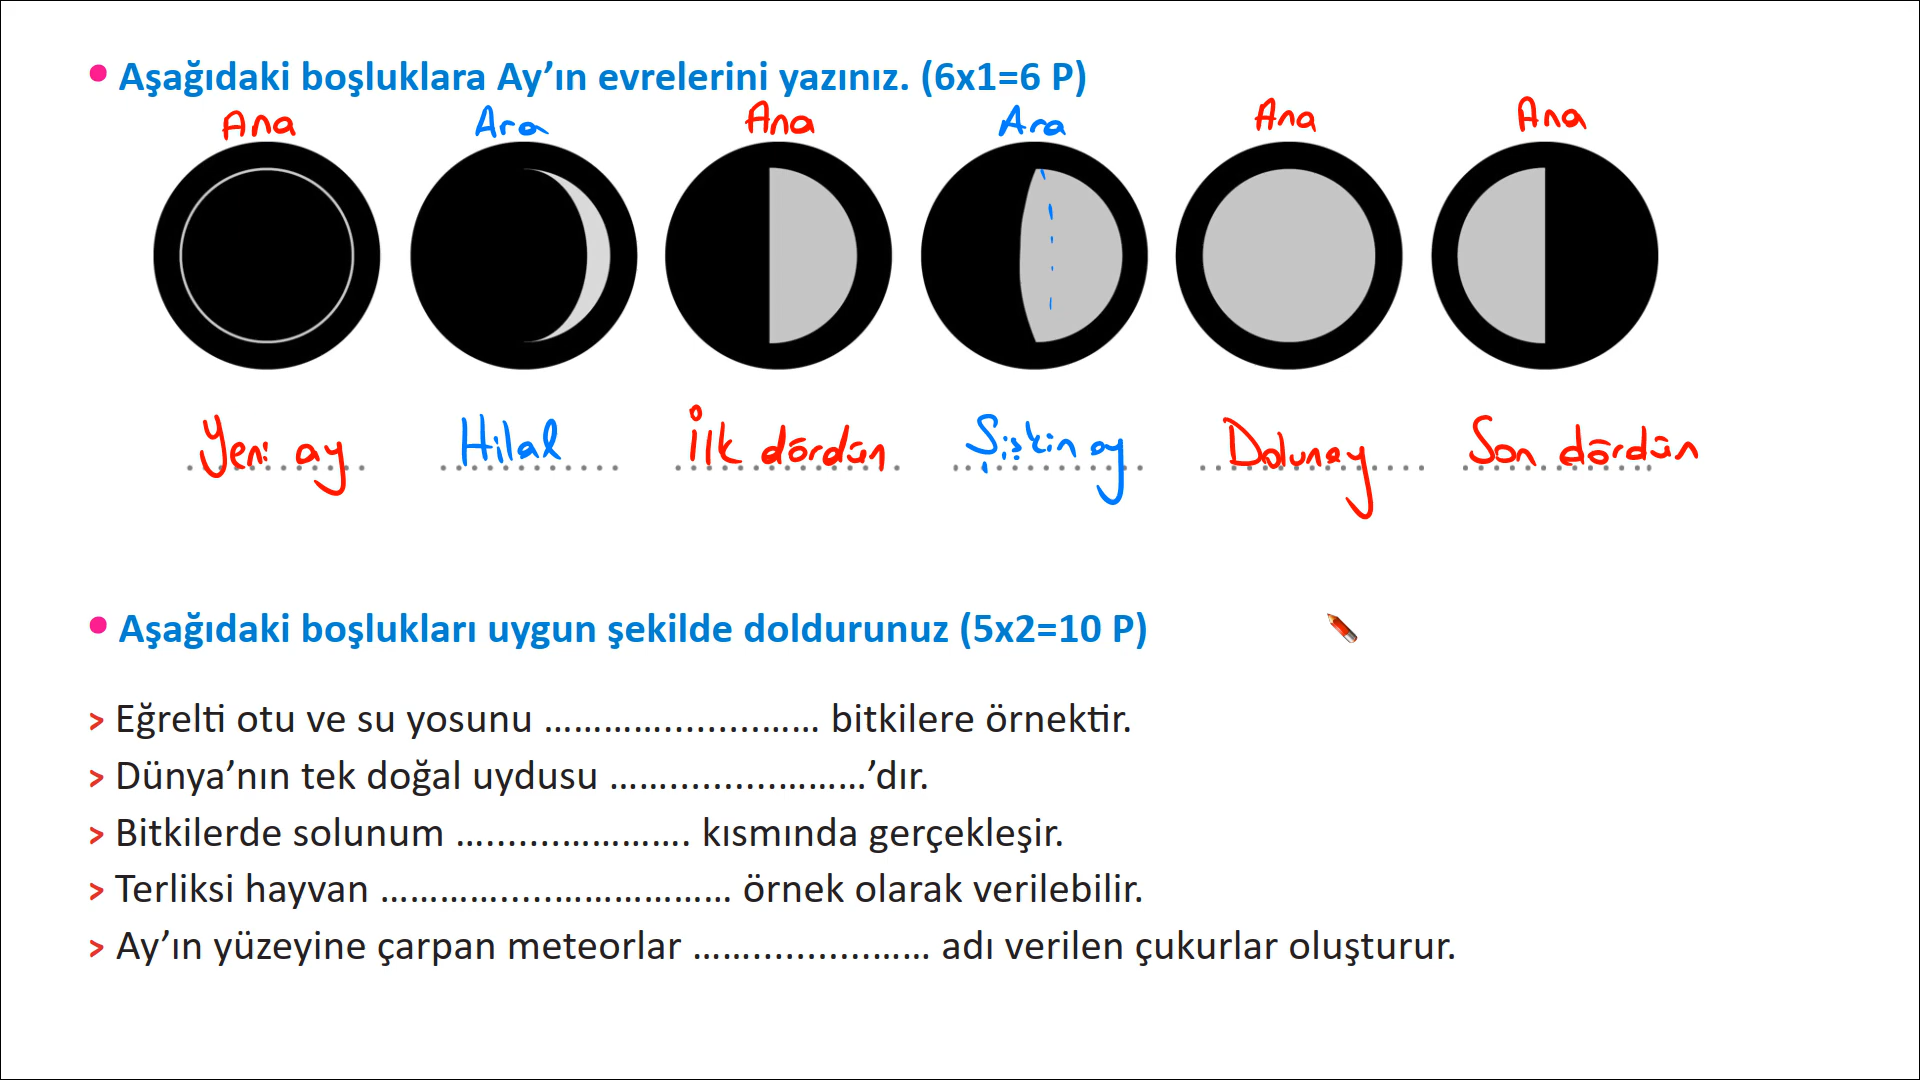 • Aşağıdaki boşluklara Ay’ın evrelerini yazınız. (6x1=6 P)
Ana Ara Ana Ara Ana Ana
Yeni ay Hilal İlk dördün Şişkin ay Dolunay Son dördün
• Aşağıdaki boşlukları uygun şekilde doldurunuz (5x2=10 P)
> Eğrelti otu ve su yosunu ........................... bitkilere örnektir.
> Dünya’nın tek doğal uydusu ..........................’dır.
> Bitkilerde solunum ........................ kısmında gerçekleşir.
> Terliksi hayvan ................................... örnek olarak verilebilir.
> Ay’ın yüzeyine çarpan meteorlar ........................ adı verilen çukurlar oluşturur.